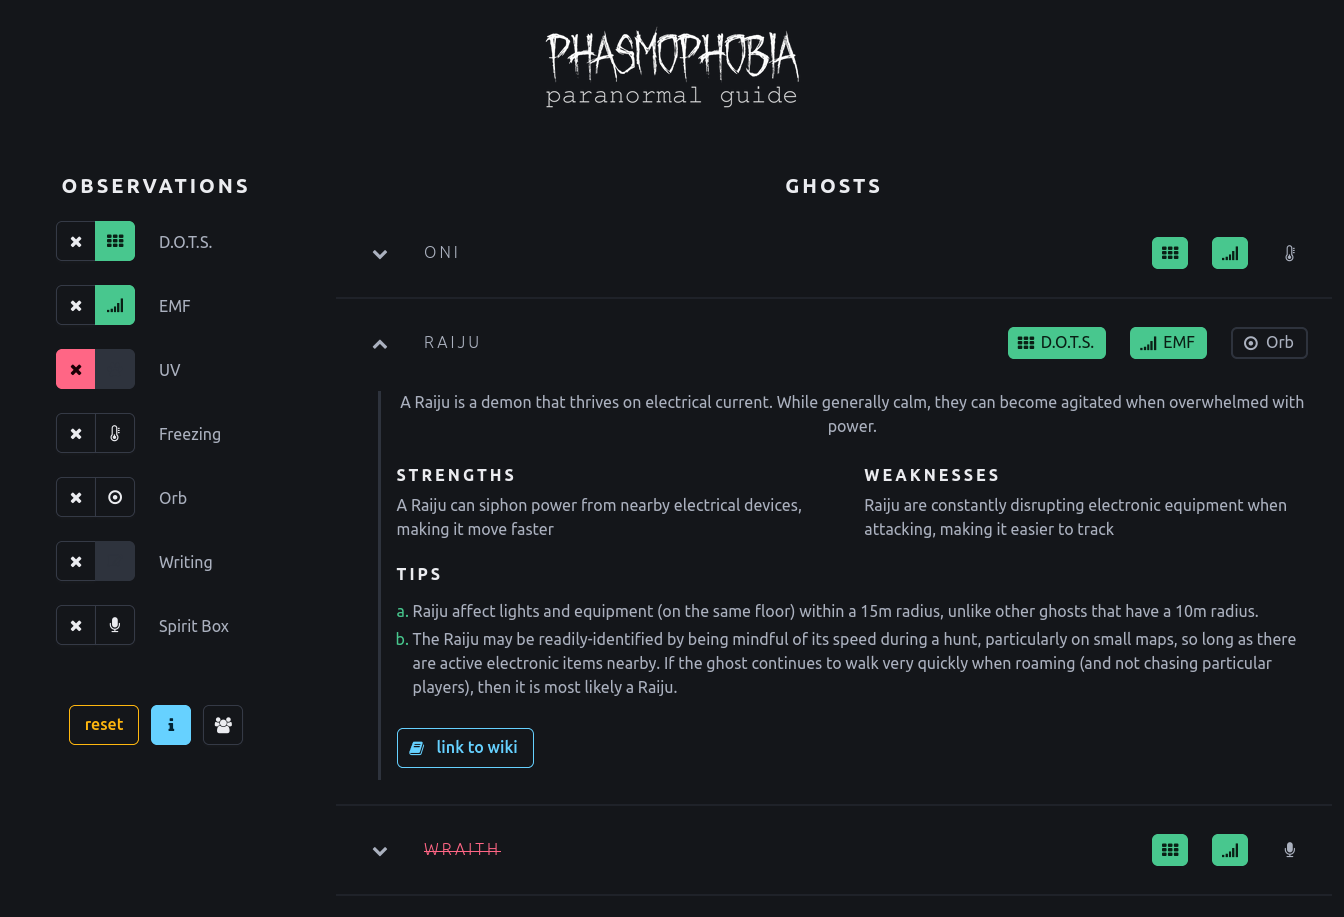 PHASMOPHOBIA
paranormal guide
OBSERVATIONS
D.O.T.S.
EMF
UV
Freezing
Orb
Writing
Spirit Box
reset
i
GHOSTS
ONI
RAIJU
D.O.T.S.
EMF
Orb
A Raiju is a demon that thrives on electrical current. While generally calm, they can become agitated when overwhelmed with
power.
STRENGTHS
A Raiju can siphon power from nearby electrical devices,
making it move faster
WEAKNESSES
Raiju are constantly disrupting electronic equipment when
attacking, making it easier to track
TIPS
a. Raiju affect lights and equipment (on the same floor) within a 15m radius, unlike other ghosts that have a 10m radius.
b. The Raiju may be readily-identified by being mindful of its speed during a hunt, particularly on small maps, so long as there
are active electronic items nearby. If the ghost continues to walk very quickly when roaming (and not chasing particular
players), then it is most likely a Raiju.
link to wiki
WRAITH